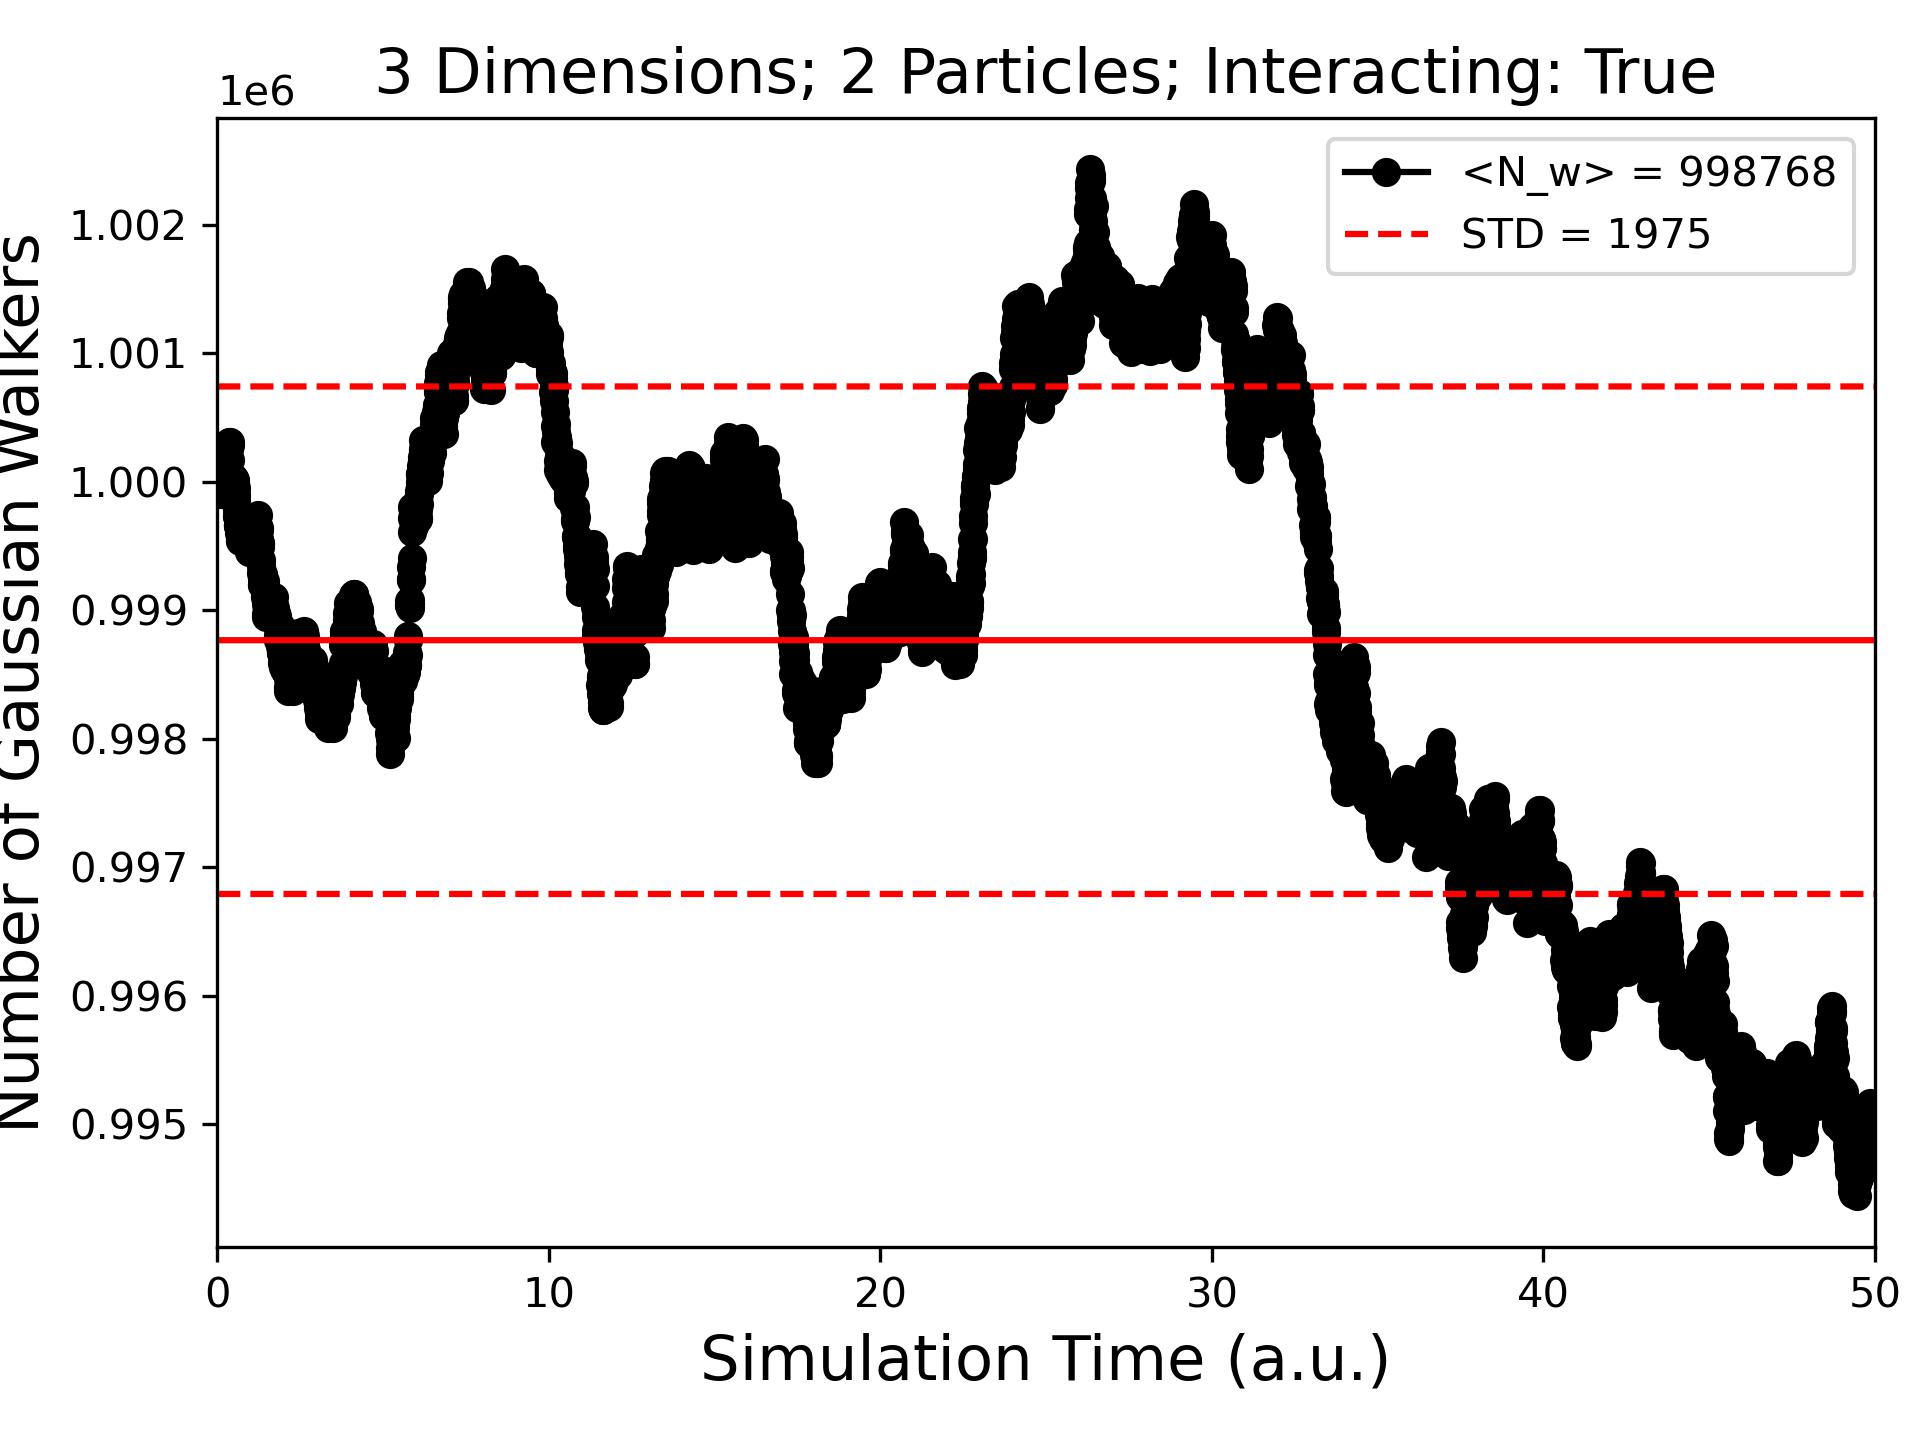 3 Dimensions; 2 Particles; Interacting: True
1e6
<N_w> = 998768
STD = 1975
Number of Gaussian Walkers
1.002
1.001
1.000
0.999
0.998
0.997
0.996
0.995
0 10 20 30 40 50
Simulation Time (a.u.)